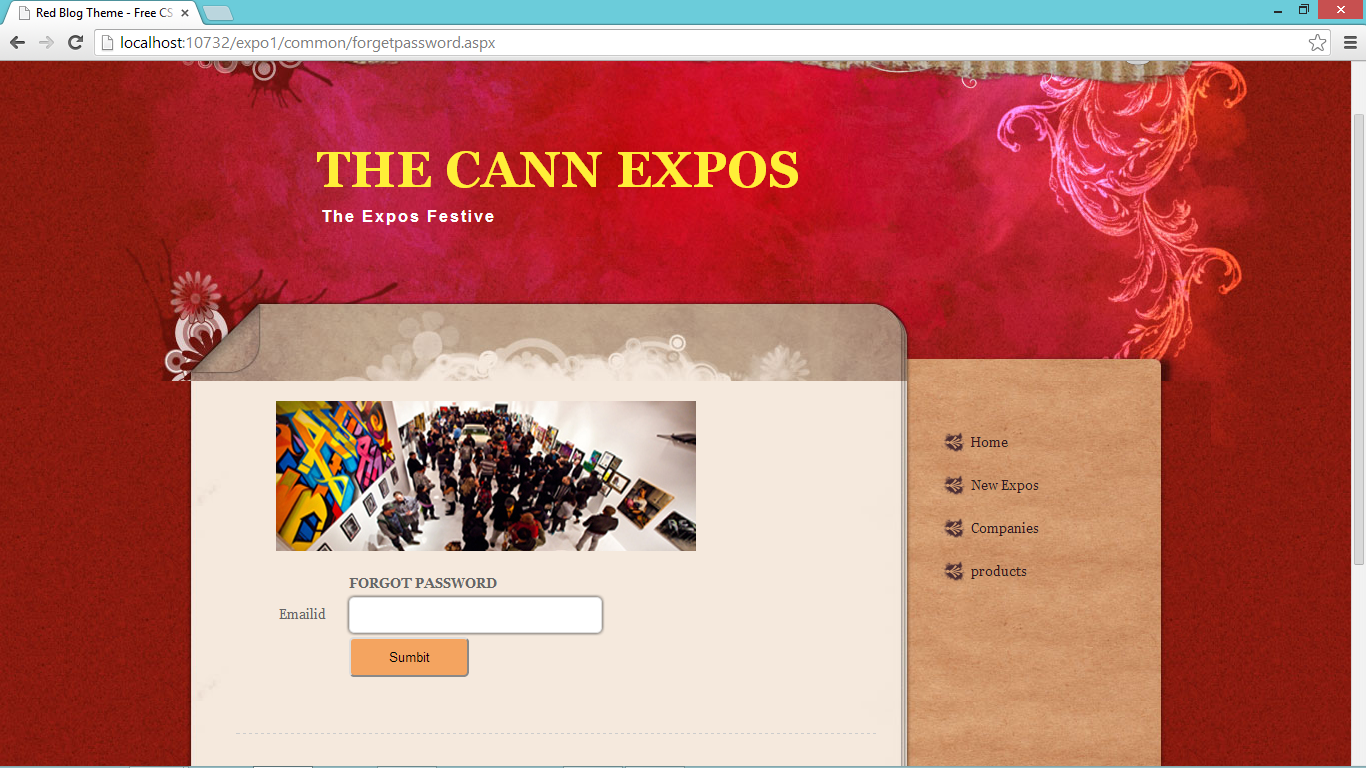 Red Blog Theme - Free CS
localhost:10732/expo1/common/forgetpassword.aspx
THE CANN EXPOS
The Expos Festive
Home
New Expos
Companies
products
FORGOT PASSWORD
Emailid
Sumbit